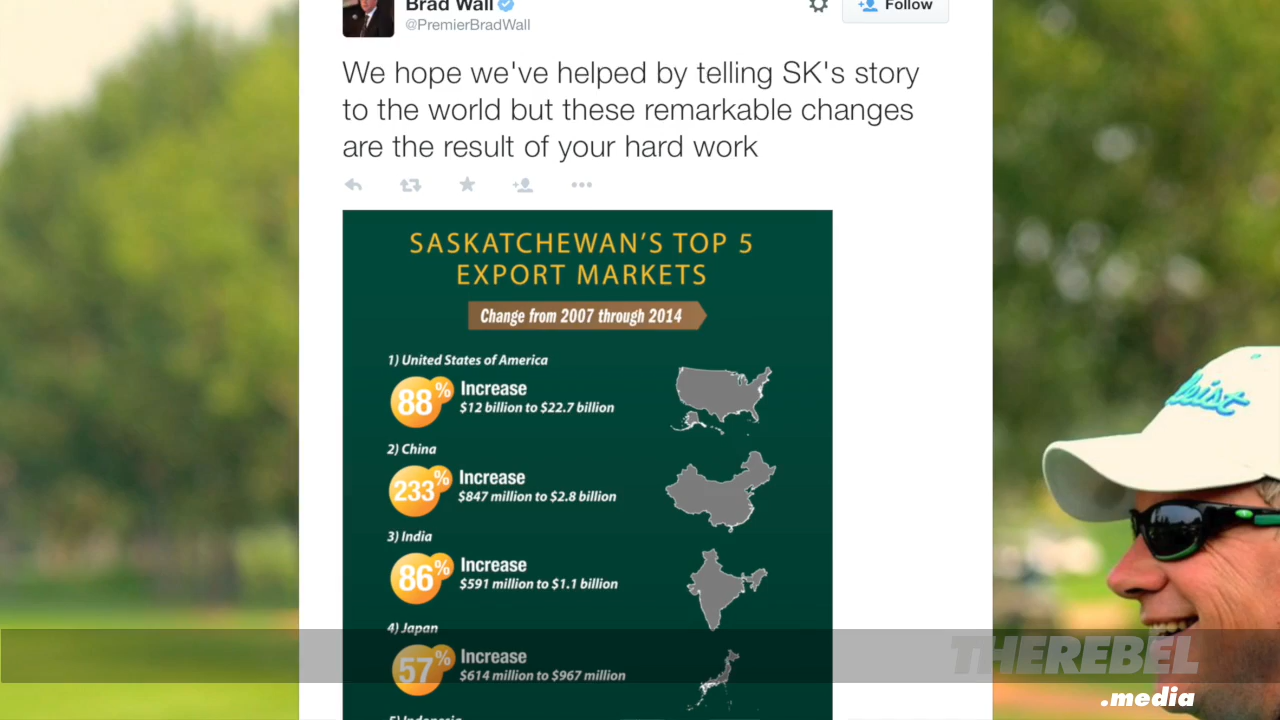 Brad Wall
@PremierBradWall
Follow
We hope we've helped by telling SK's story
to the world but these remarkable changes
are the result of your hard work
SASKATCHEWAN'S TOP 5
EXPORT MARKETS
Change from 2007 through 2014
1) United States of America
88% Increase
$12 billion to $22.7 billion
2) China
233% Increase
$847 million to $2.8 billion
3) India
86% Increase
$591 million to $1.1 billion
4) Japan
57% Increase
$614 million to $967 million
5) Indonesia
THEREBEL
.media